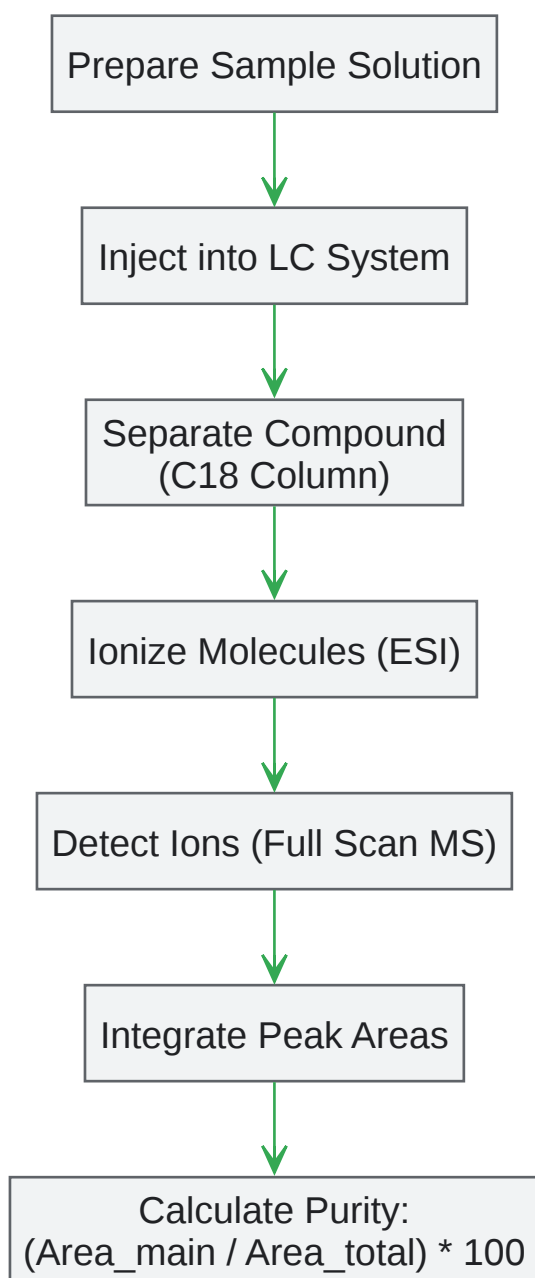 Prepare Sample Solution
Inject into LC System
Separate Compound
(C18 Column)
Ionize Molecules (ESI)
Detect Ions (Full Scan MS)
Integrate Peak Areas
Calculate Purity:
(Area_main / Area_total) * 100